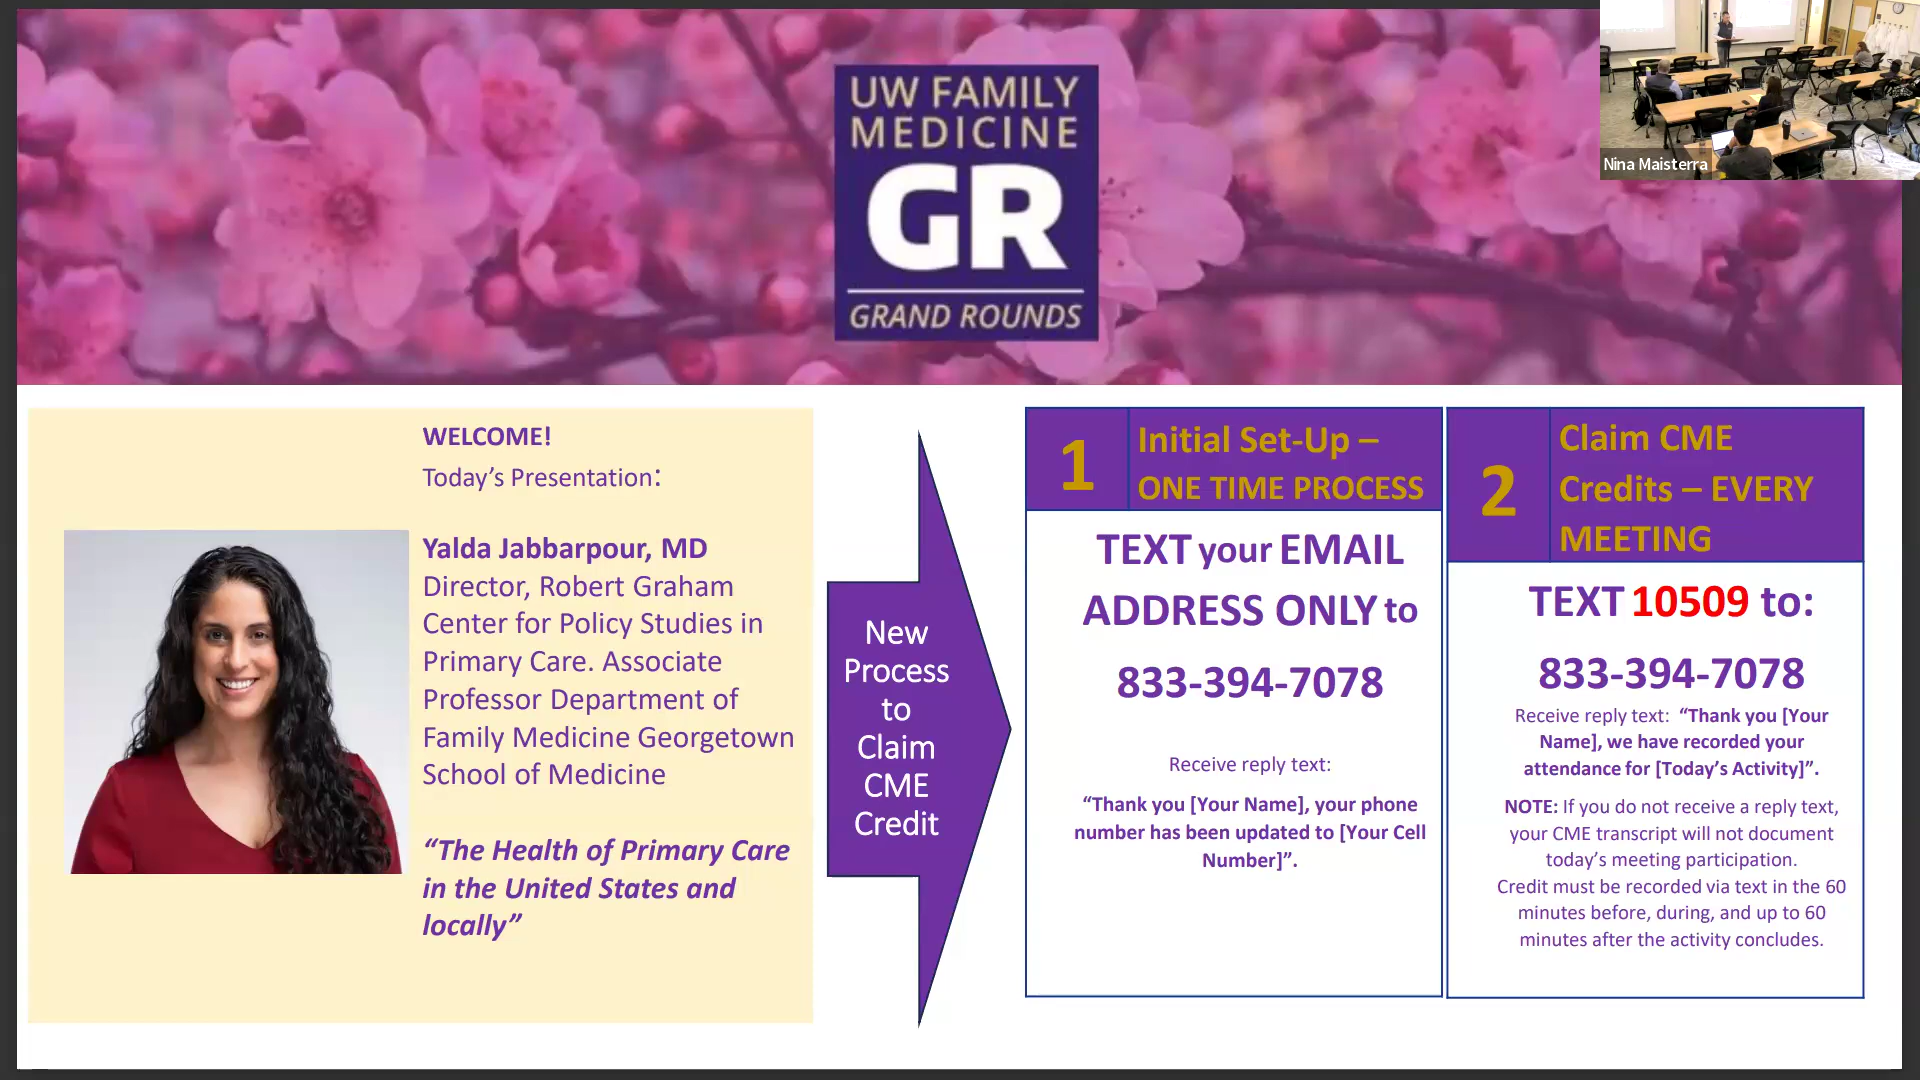 UW FAMILY
MEDICINE
GR
GRAND ROUNDS
Nina Maisterra
WELCOME!
Today’s Presentation:
Yalda Jabbarpour, MD
Director, Robert Graham
Center for Policy Studies in
Primary Care. Associate
Professor Department of
Family Medicine Georgetown
School of Medicine
“The Health of Primary Care
in the United States and
locally”
New
Process
to
Claim
CME
Credit
1
Initial Set-Up –
ONE TIME PROCESS
TEXT your EMAIL
ADDRESS ONLY to
833-394-7078
Receive reply text:
“Thank you [Your Name], your phone
number has been updated to [Your Cell
Number]”.
2
Claim CME
Credits – EVERY
MEETING
TEXT 10509 to:
833-394-7078
Receive reply text: “Thank you [Your
Name], we have recorded your
attendance for [Today’s Activity]”.
NOTE: If you do not receive a reply text,
your CME transcript will not document
today’s meeting participation.
Credit must be recorded via text in the 60
minutes before, during, and up to 60
minutes after the activity concludes.